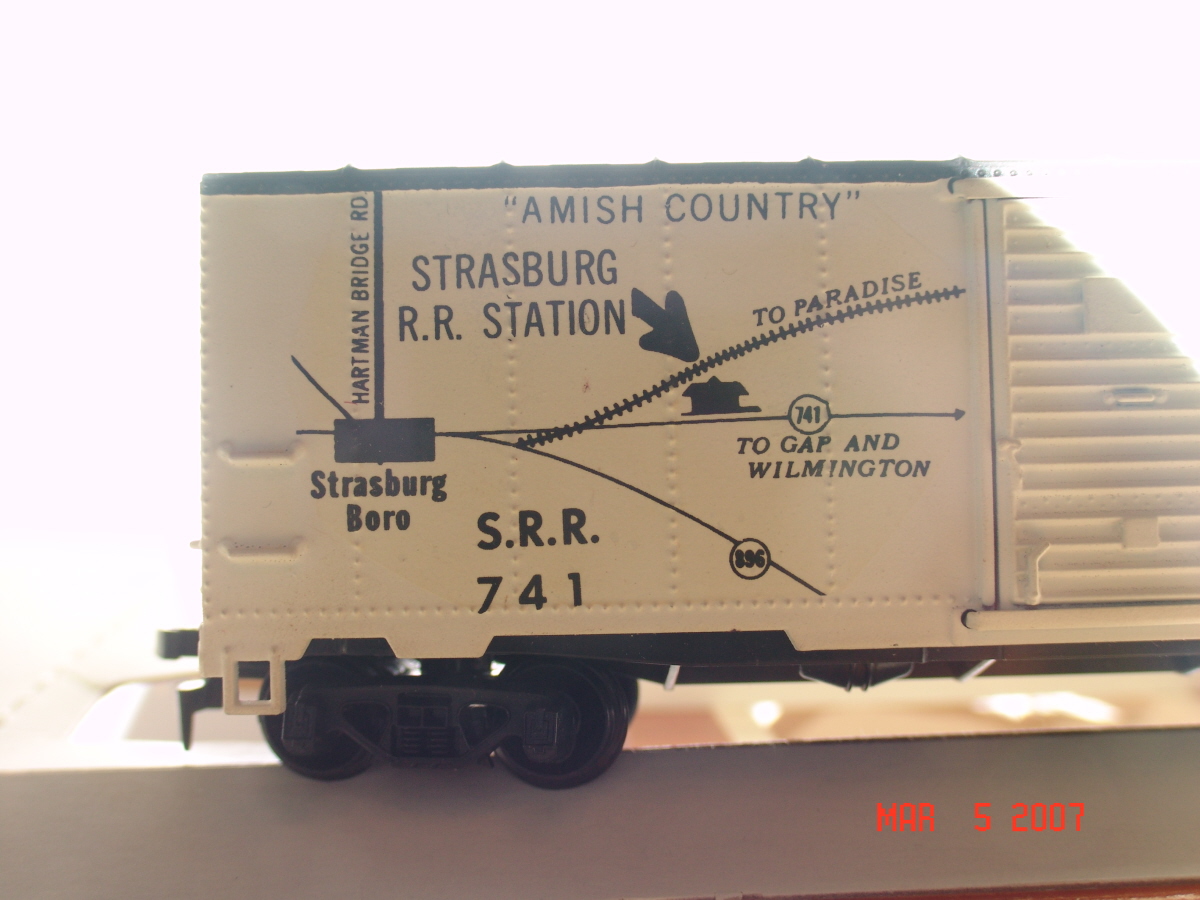 "AMISH COUNTRY"
HARTMAN BRIDGE RD.
STRASBURG
R.R. STATION
TO PARADISE
741
TO GAP AND
WILMINGTON
Strasburg
Boro
S.R.R.
741
896
MAR 5 2007